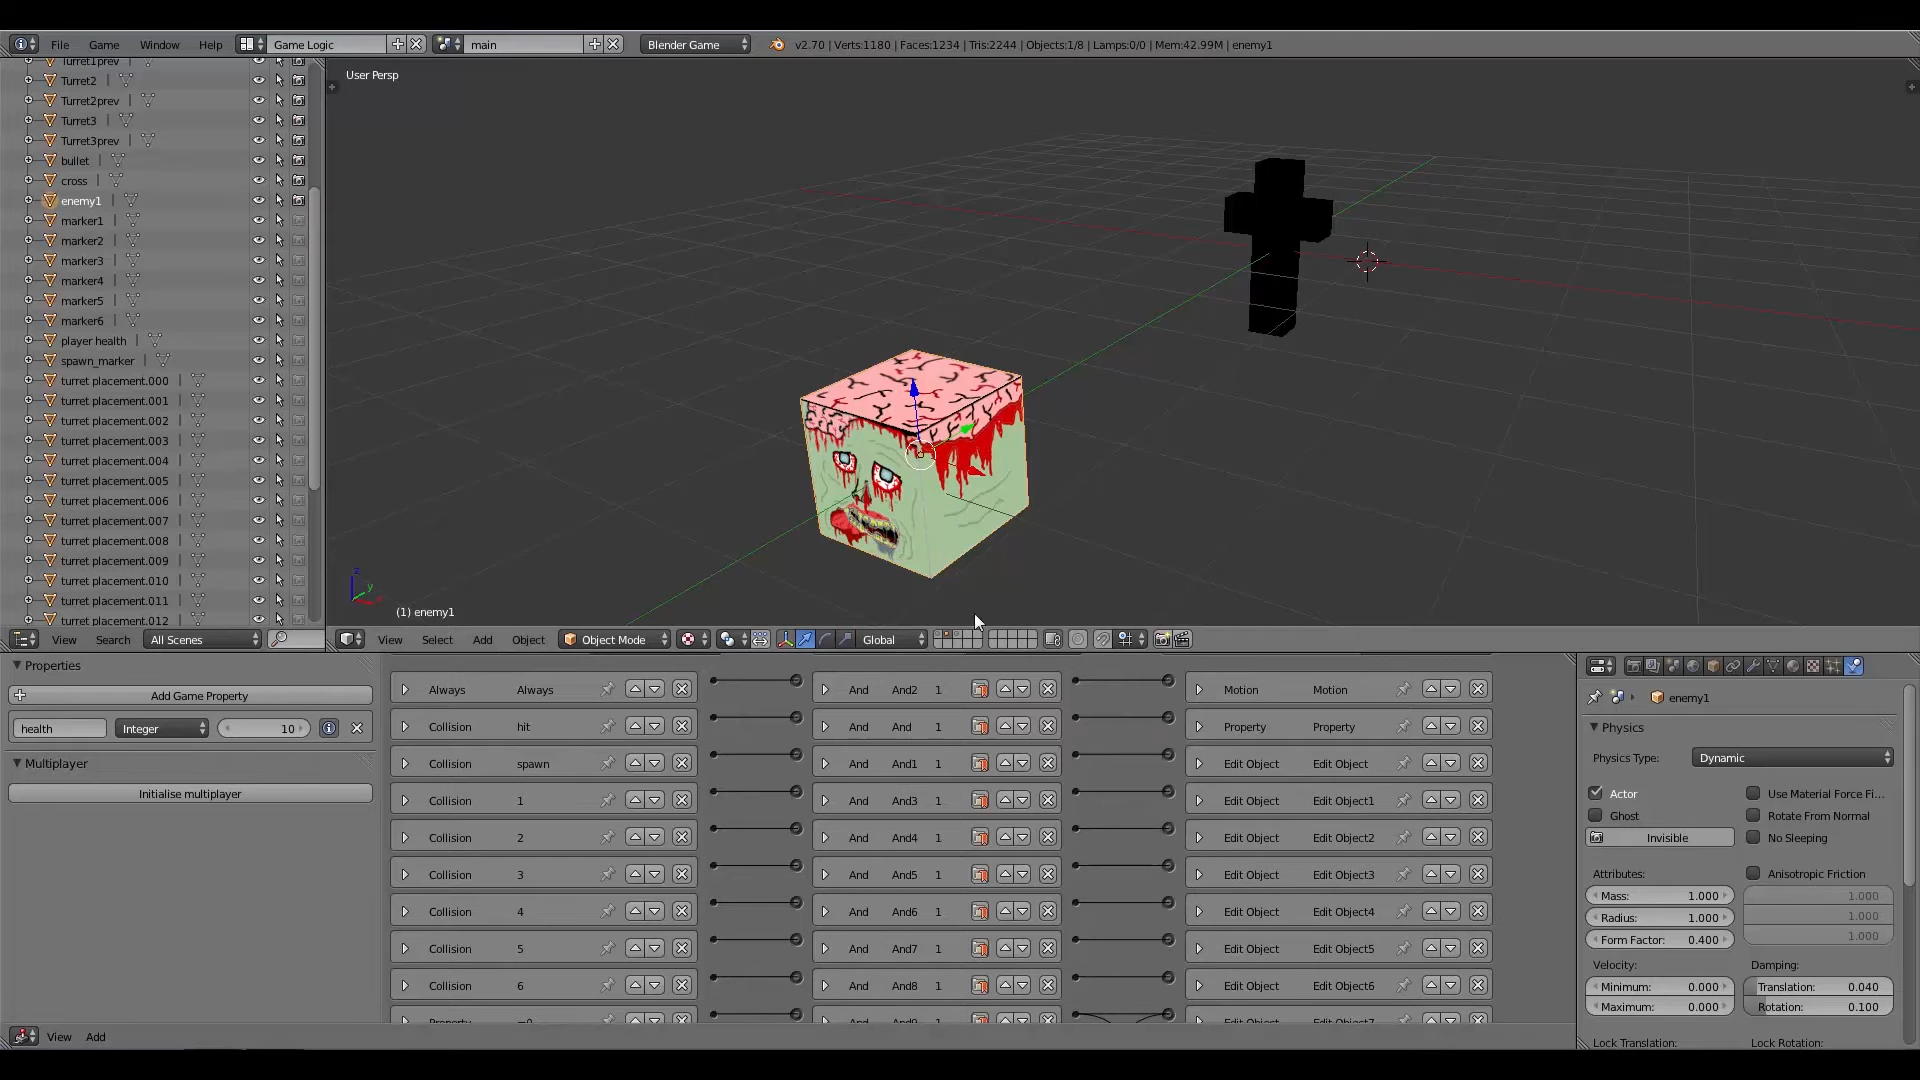 File Game Window Help Game Logic main Blender Game v2.70 | Verts:1180 | Faces:1234 | Tris:2244 | Objects:1/8 | Lamps:0/0 | Mem:42.99M | enemy1
Turret1prev
Turret2
Turret2prev
Turret3
Turret3prev
bullet
cross
enemy1
marker1
marker2
marker3
marker4
marker5
marker6
player health
spawn_marker
turret placement.000
turret placement.001
turret placement.002
turret placement.003
turret placement.004
turret placement.005
turret placement.006
turret placement.007
turret placement.008
turret placement.009
turret placement.010
turret placement.011
turret placement.012
View Search All Scenes
User Persp
z
y
x
(1) enemy1
View Select Add Object Object Mode Global
Properties
Add Game Property
health Integer 10
Multiplayer
Initialise multiplayer
Always Always And And2 1 Motion Motion
Collision hit And And 1 Property Property
Collision spawn And And1 1 Edit Object Edit Object
Collision 1 And And3 1 Edit Object Edit Object1
Collision 2 And And4 1 Edit Object Edit Object2
Collision 3 And And5 1 Edit Object Edit Object3
Collision 4 And And6 1 Edit Object Edit Object4
Collision 5 And And7 1 Edit Object Edit Object5
Collision 6 And And8 1 Edit Object Edit Object6
Property =0 And And9 1 Edit Object Edit Object7
View Add
enemy1
Physics
Physics Type: Dynamic
Actor Use Material Force Fi...
Ghost Rotate From Normal
Invisible No Sleeping
Attributes: Anisotropic Friction
Mass: 1.000 1.000
Radius: 1.000 1.000
Form Factor: 0.400 1.000
Velocity: Damping:
Minimum: 0.000 Translation: 0.040
Maximum: 0.000 Rotation: 0.100
Lock Translation: Lock Rotation: